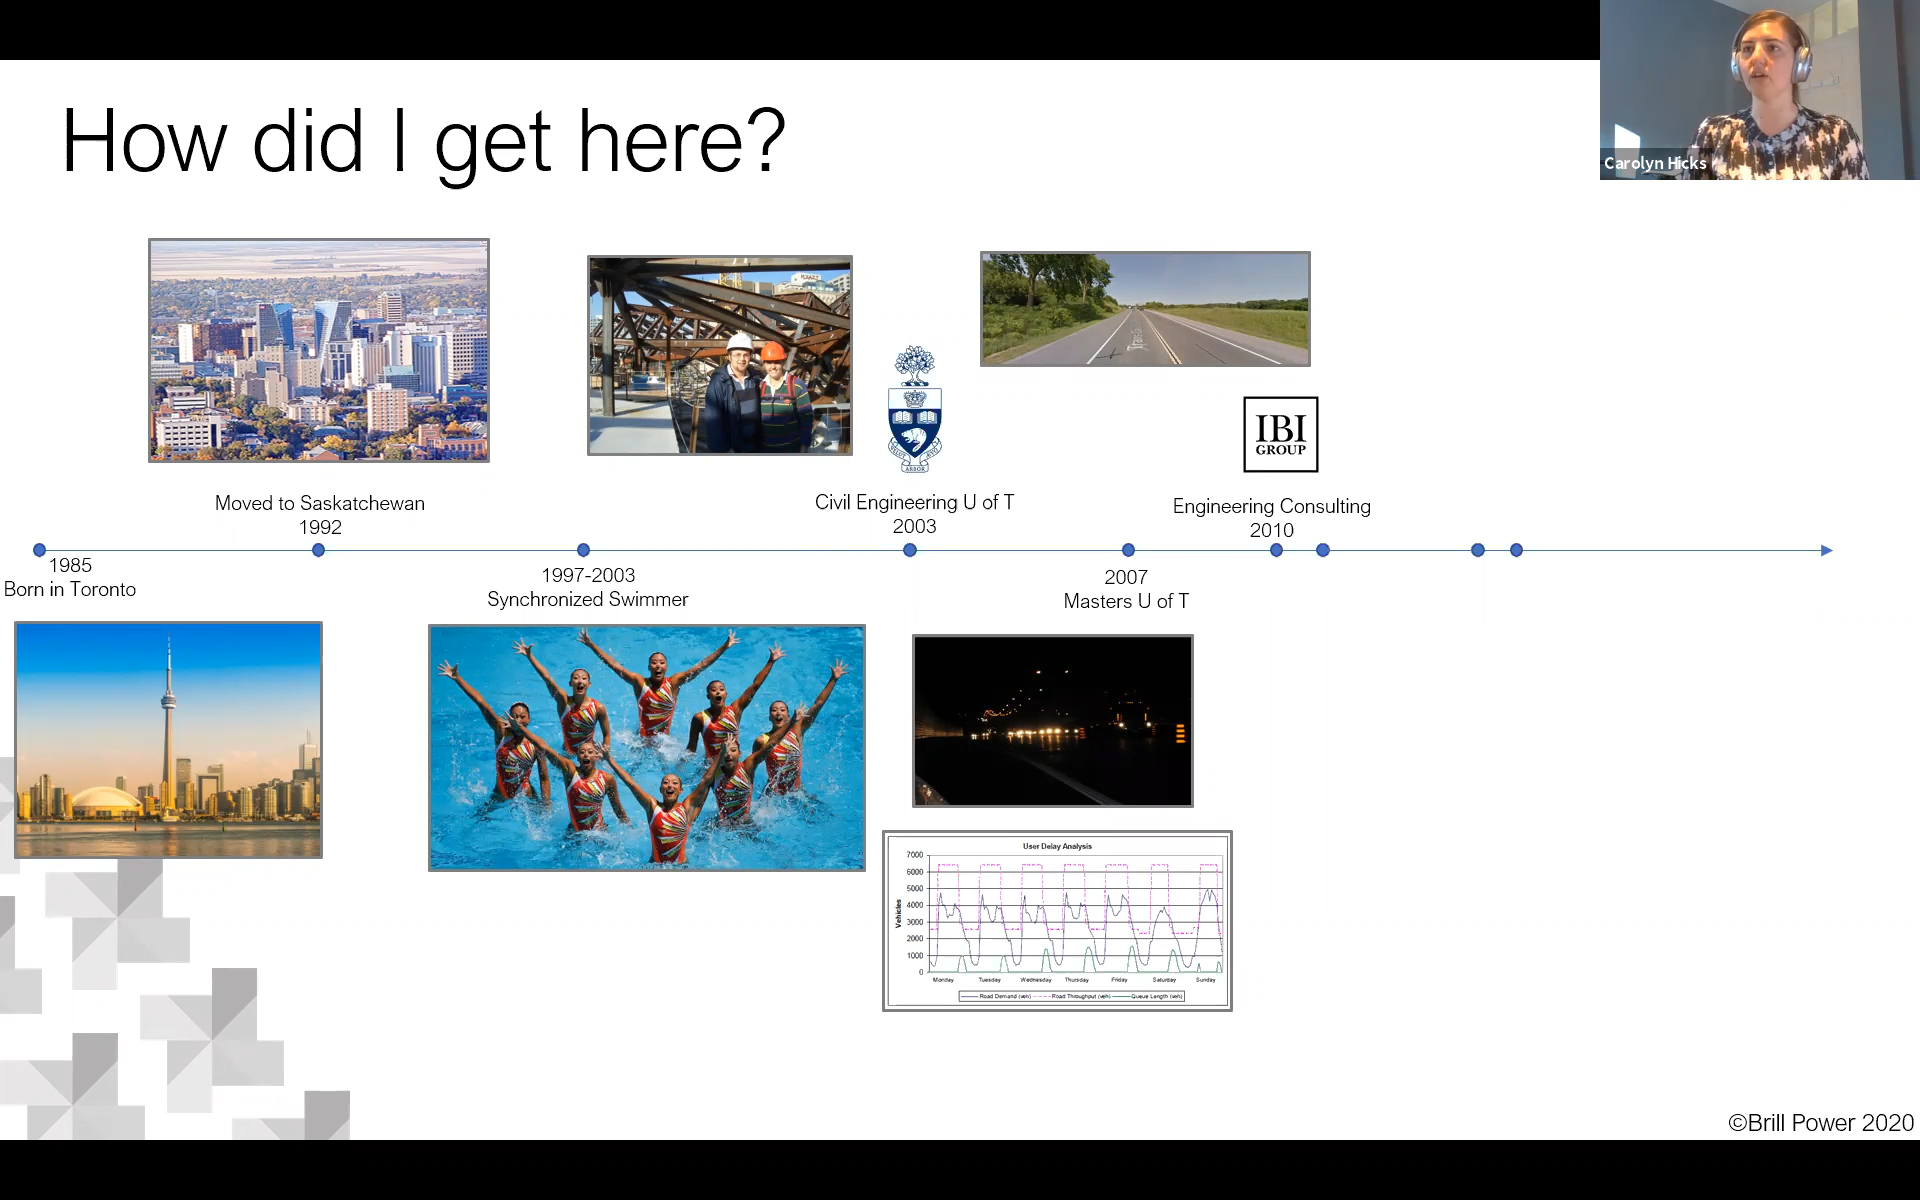 How did I get here?
Carolyn Hicks
IBI
GROUP
ARBOR
Moved to Saskatchewan
1992
Civil Engineering U of T
2003
Engineering Consulting
2010
1985
Born in Toronto
1997-2003
Synchronized Swimmer
2007
Masters U of T
User Delay Analysis
Vehicles
7000
6000
5000
4000
3000
2000
1000
0
Monday Tuesday Wednesday Thursday Friday Saturday Sunday
Road Demand (veh) Road Throughput (veh) Queue Length (veh)
©Brill Power 2020